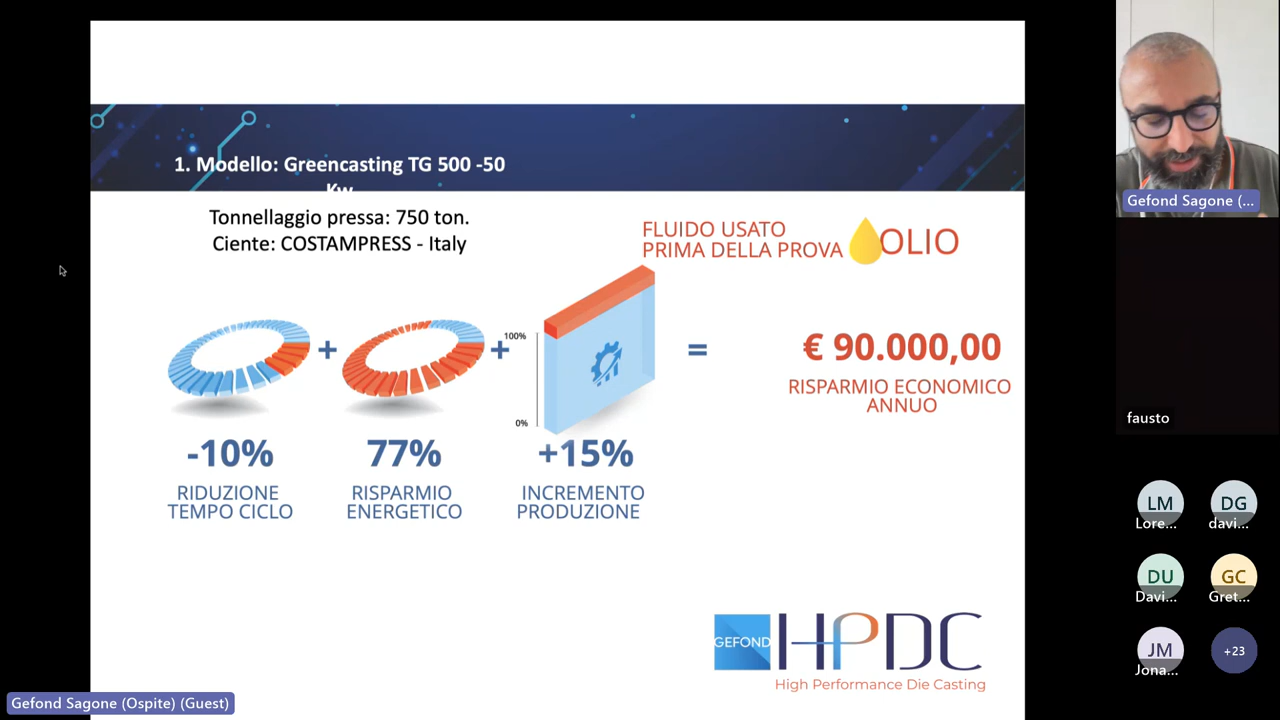 1. Modello: Greencasting TG 500 -50
Kw
Tonnellaggio pressa: 750 ton.
Ciente: COSTAMPRESS - Italy
FLUIDO USATO
PRIMA DELLA PROVA
OLIO
100%
0%
+
+
=
€ 90.000,00
RISPARMIO ECONOMICO
ANNUO
-10%
RIDUZIONE
TEMPO CICLO
77%
RISPARMIO
ENERGETICO
+15%
INCREMENTO
PRODUZIONE
GEFOND
HPDC
High Performance Die Casting
Gefond Sagone (Ospite) (Guest)
Gefond Sagone (...
fausto
LM
Lore...
DG
davi...
DU
Davi...
GC
Gret...
JM
Jona...
+23